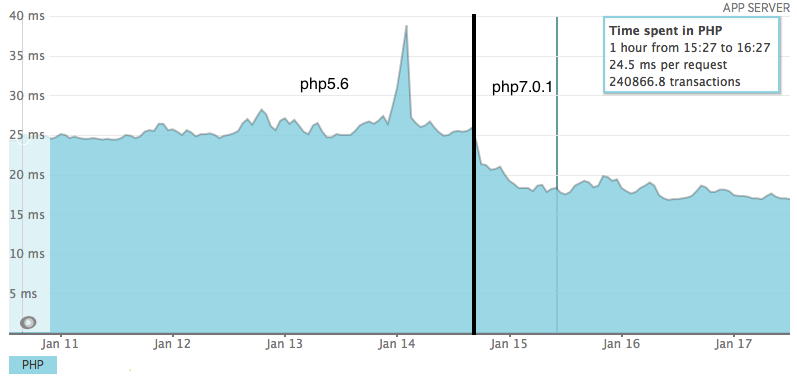 APP SERVER
40 ms
35 ms
30 ms
25 ms
20 ms
15 ms
10 ms
5 ms
php5.6
php7.0.1
Time spent in PHP
1 hour from 15:27 to 16:27
24.5 ms per request
240866.8 transactions
Jan 11
Jan 12
Jan 13
Jan 14
Jan 15
Jan 16
Jan 17
PHP